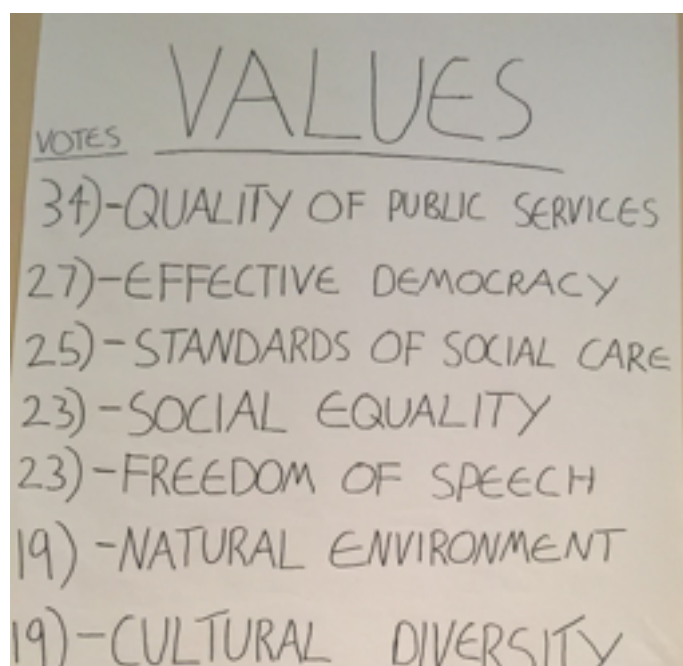 VALUES
VOTES
34)-QUALITY OF PUBLIC SERVICES
27)-EFFECTIVE DEMOCRACY
25)-STANDARDS OF SOCIAL CARE
23)-SOCIAL EQUALITY
23)-FREEDOM OF SPEECH
19)-NATURAL ENVIRONMENT
19)-CULTURAL DIVERSITY